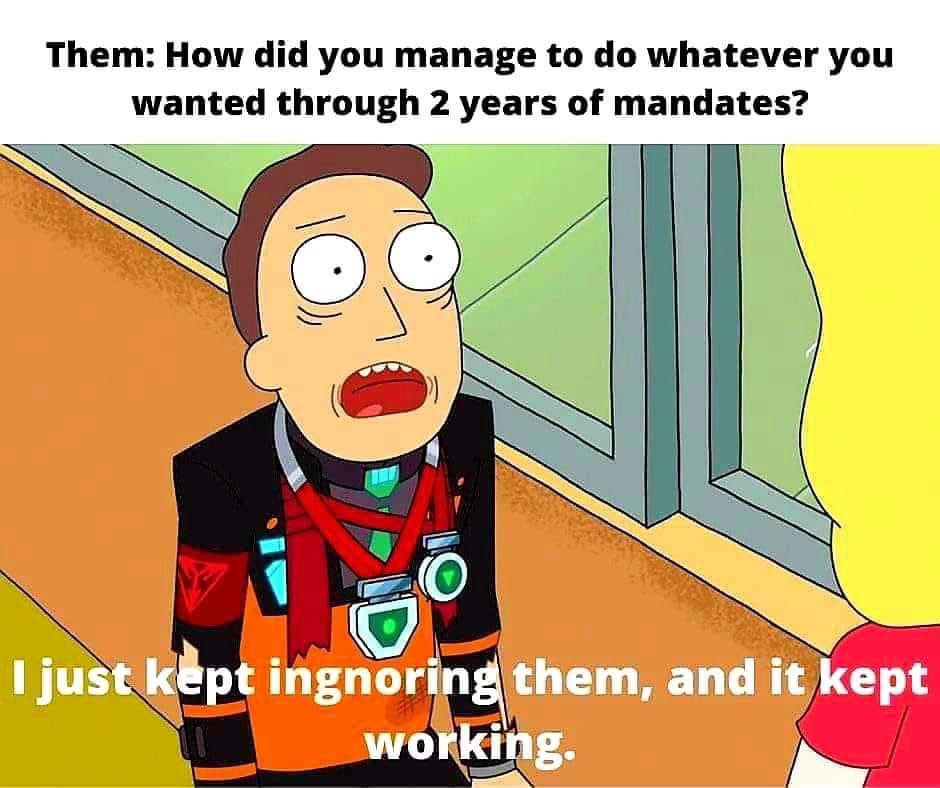 Them: How did you manage to do whatever you
wanted through 2 years of mandates?
I just kept ingnoring them, and it kept
working.